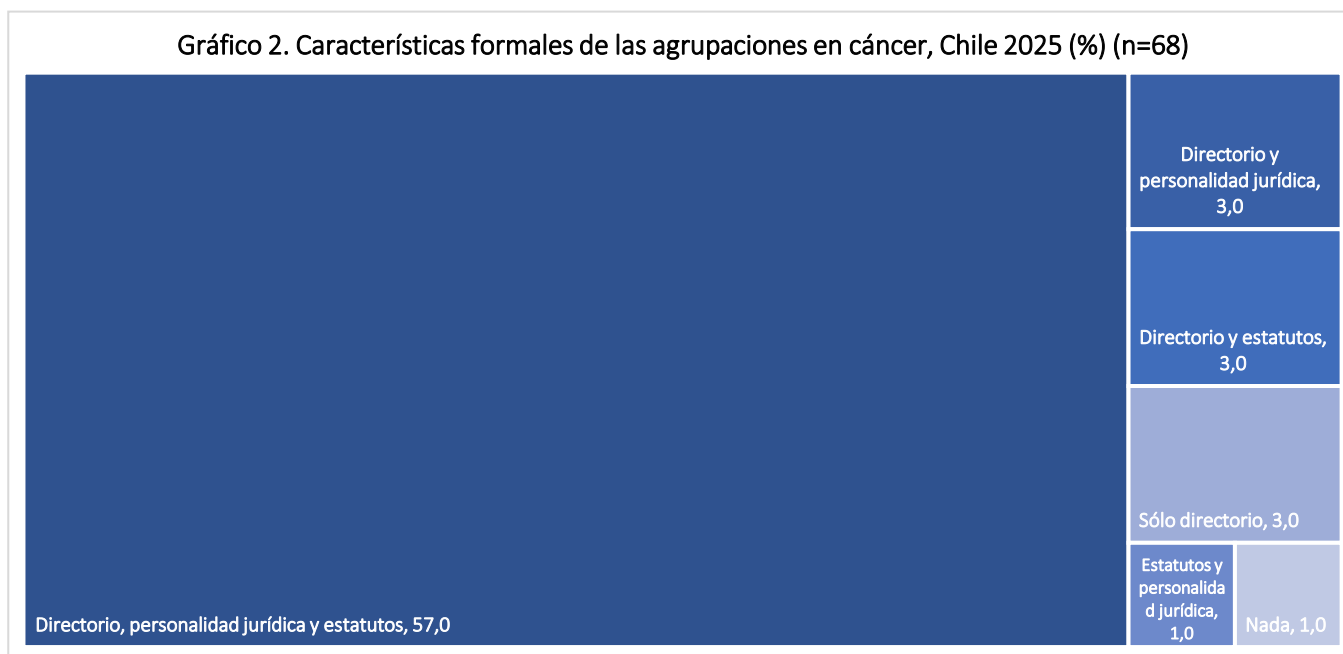 Gráfico 2. Características formales de las agrupaciones en cáncer, Chile 2025 (%) (n=68)
Directorio, personalidad jurídica y estatutos, 57,0
Directorio y
personalidad jurídica,
3,0
Directorio y estatutos,
3,0
Sólo directorio, 3,0
Estatutos y
personalida
d jurídica,
1,0
Nada, 1,0